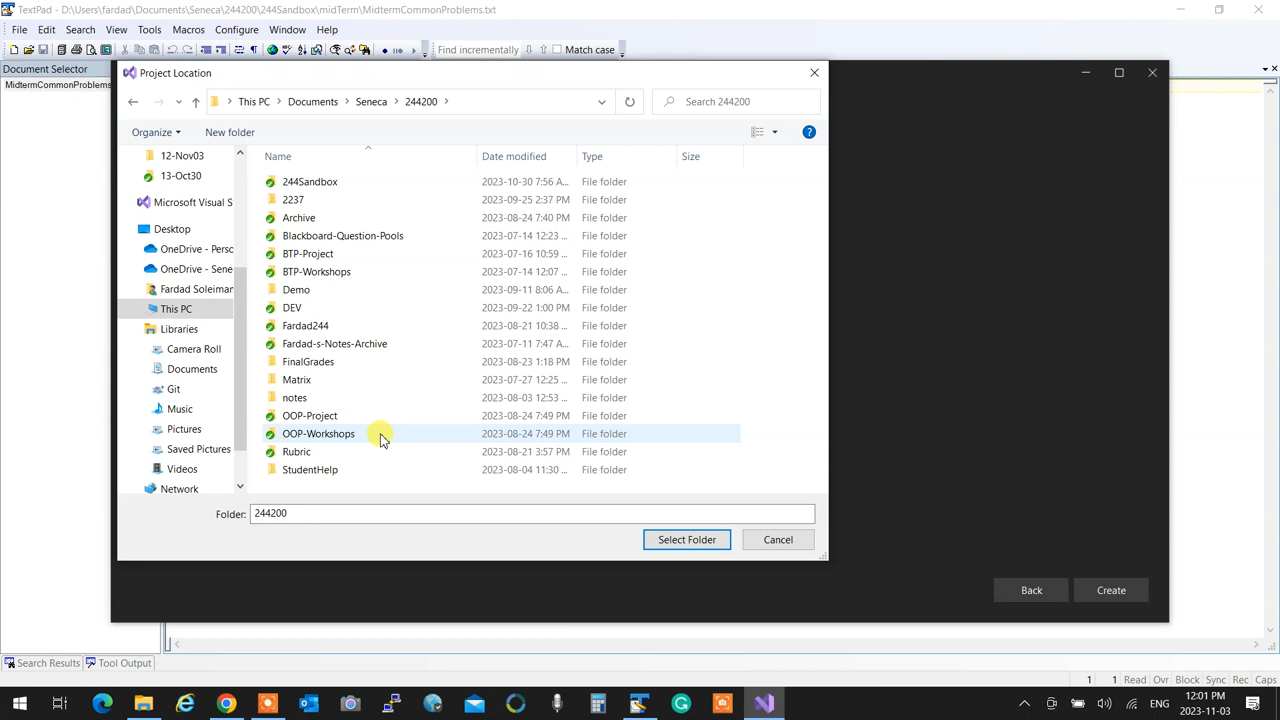 TextPad - D:\Users\fardad\Documents\Seneca\244200\244Sandbox\midTerm\MidtermCommonProblems.txt
File Edit Search View Tools Macros Configure Window Help
Find incrementally Match case
Document Selector
MidtermCommonProblems
Project Location
This PC > Documents > Seneca > 244200 >
Search 244200
Organize New folder
12-Nov03
13-Oct30
Microsoft Visual S
Desktop
OneDrive - Perso
OneDrive - Sene
Fardad Soleiman
This PC
Libraries
Camera Roll
Documents
Git
Music
Pictures
Saved Pictures
Videos
Network
Name Date modified Type Size
244Sandbox 2023-10-30 7:56 A... File folder
2237 2023-09-25 2:37 PM File folder
Archive 2023-08-24 7:40 PM File folder
Blackboard-Question-Pools 2023-07-14 12:23 ... File folder
BTP-Project 2023-07-16 10:59 ... File folder
BTP-Workshops 2023-07-14 12:07 ... File folder
Demo 2023-09-11 8:06 A... File folder
DEV 2023-09-22 1:00 PM File folder
Fardad244 2023-08-21 10:38 ... File folder
Fardad-s-Notes-Archive 2023-07-11 7:47 A... File folder
FinalGrades 2023-08-23 1:18 PM File folder
Matrix 2023-07-27 12:25 ... File folder
notes 2023-08-03 12:53 ... File folder
OOP-Project 2023-08-24 7:49 PM File folder
OOP-Workshops 2023-08-24 7:49 PM File folder
Rubric 2023-08-21 3:57 PM File folder
StudentHelp 2023-08-04 11:30 ... File folder
Folder: 244200
Select Folder Cancel
Back Create
Search Results Tool Output
1 1 Read Ovr Block Sync Rec Caps
ENG
12:01 PM
2023-11-03